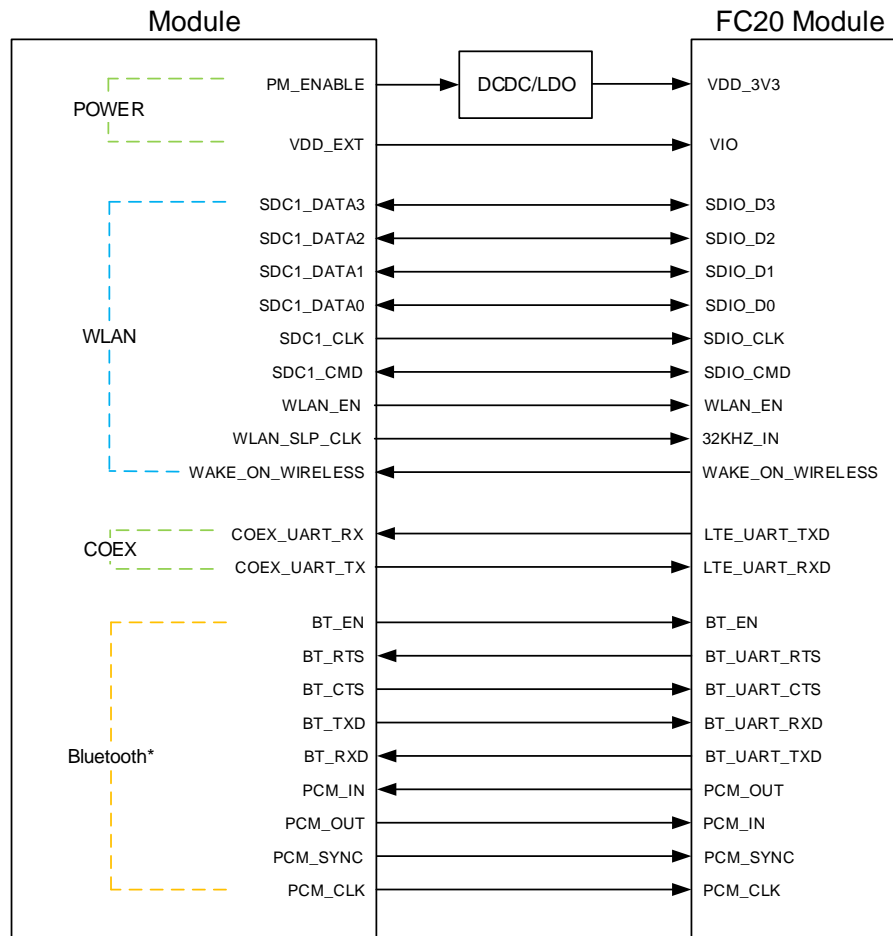 Module FC20 Module
PM_ENABLE DCDC/LDO VDD_3V3
POWER
VDD_EXT VIO
SDC1_DATA3 SDIO_D3
SDC1_DATA2 SDIO_D2
SDC1_DATA1 SDIO_D1
SDC1_DATA0 SDIO_D0
WLAN
SDC1_CLK SDIO_CLK
SDC1_CMD SDIO_CMD
WLAN_EN WLAN_EN
WLAN_SLP_CLK 32KHZ_IN
WAKE_ON_WIRELESS WAKE_ON_WIRELESS
COEX_UART_RX LTE_UART_TXD
COEX
COEX_UART_TX LTE_UART_RXD
BT_EN BT_EN
BT_RTS BT_UART_RTS
BT_CTS BT_UART_CTS
BT_TXD BT_UART_RXD
Bluetooth*
BT_RXD BT_UART_TXD
PCM_IN PCM_OUT
PCM_OUT PCM_IN
PCM_SYNC PCM_SYNC
PCM_CLK PCM_CLK